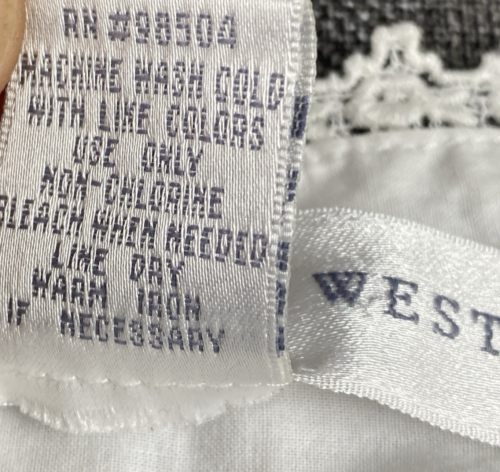 RN #98504
MACHINE WASH COLD
WITH LIKE COLORS
USE ONLY
NON-CHLORINE
BLEACH WHEN NEEDED
LINE DRY
WARM IRON
IF NECESSARY
WEST